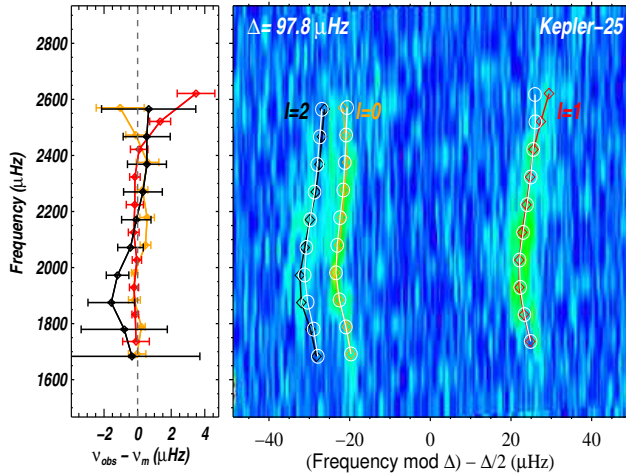 Δ= 97.8 μHz
Kepler-25
l=2
l=0
l=1
Frequency (μHz)
2800
2600
2400
2200
2000
1800
1600
-2 0 2 4
ν_obs − ν_m (μHz)
-40 -20 0 20 40
(Frequency mod Δ) − Δ/2 (μHz)